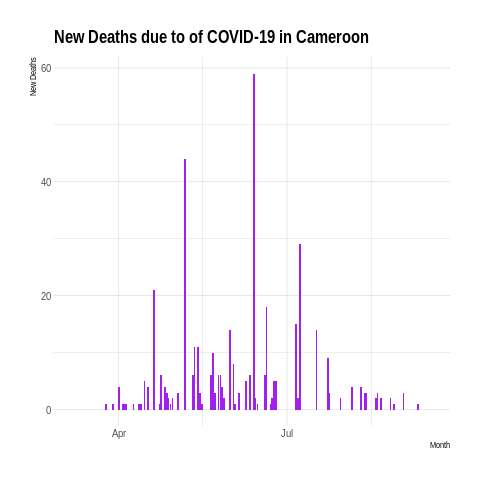 New Deaths due to of COVID-19 in Cameroon
New Deaths
60
40
20
0
Apr
Jul
Month